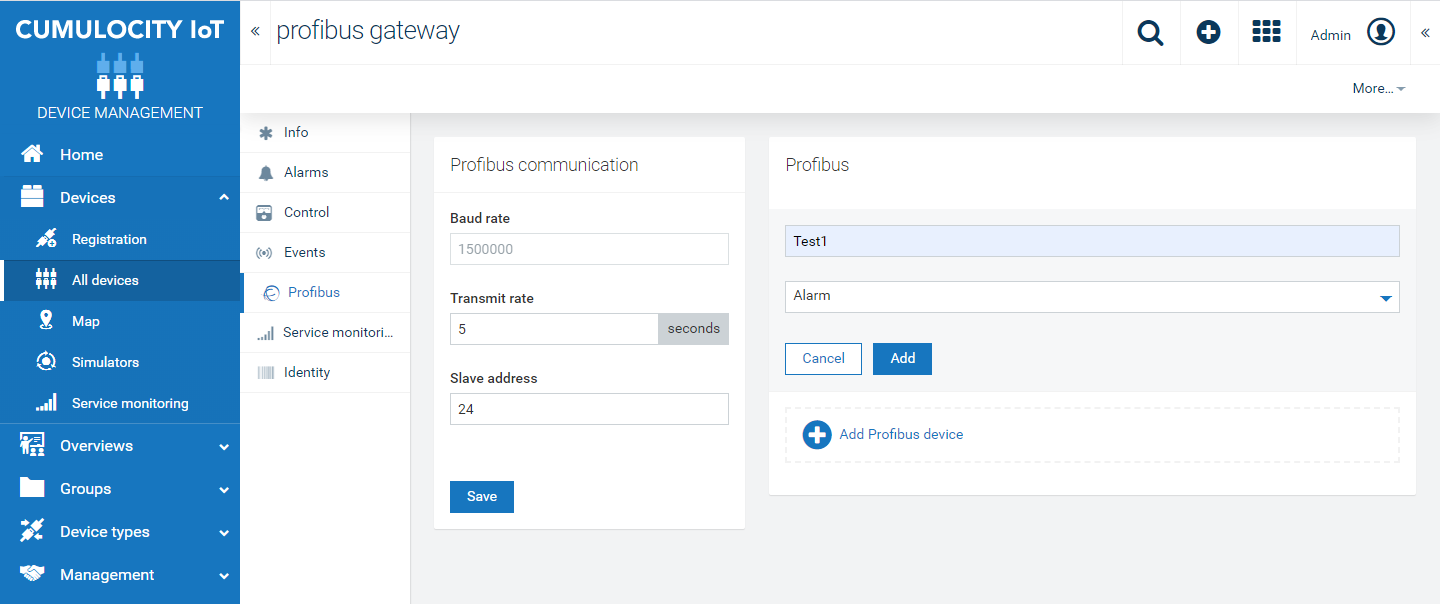 CUMULOCITY IoT
DEVICE MANAGEMENT
Home
Devices
Registration
All devices
Map
Simulators
Service monitoring
Overviews
Groups
Device types
Management
« profibus gateway
Admin
«
More...
Info
Alarms
Control
Events
Profibus
Service monitori...
Identity
Profibus communication
Baud rate
1500000
Transmit rate
5 seconds
Slave address
24
Save
Profibus
Test1
Alarm
Cancel Add
Add Profibus device